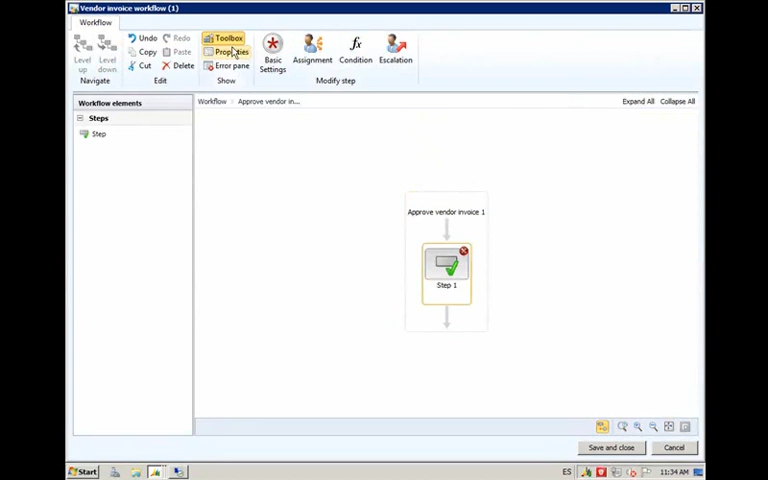 Vendor invoice workflow (1)
Workflow
Level up
Level down
Navigate
Undo
Redo
Copy
Paste
Cut
Delete
Edit
Toolbox
Properties
Error pane
Show
Basic Settings
Assignment
Condition
Escalation
Modify step
Workflow elements
Steps
Step
Workflow
Approve vendor in...
Expand All
Collapse All
Approve vendor invoice 1
Step 1
Save and close
Cancel
Start
ES
11:34 AM